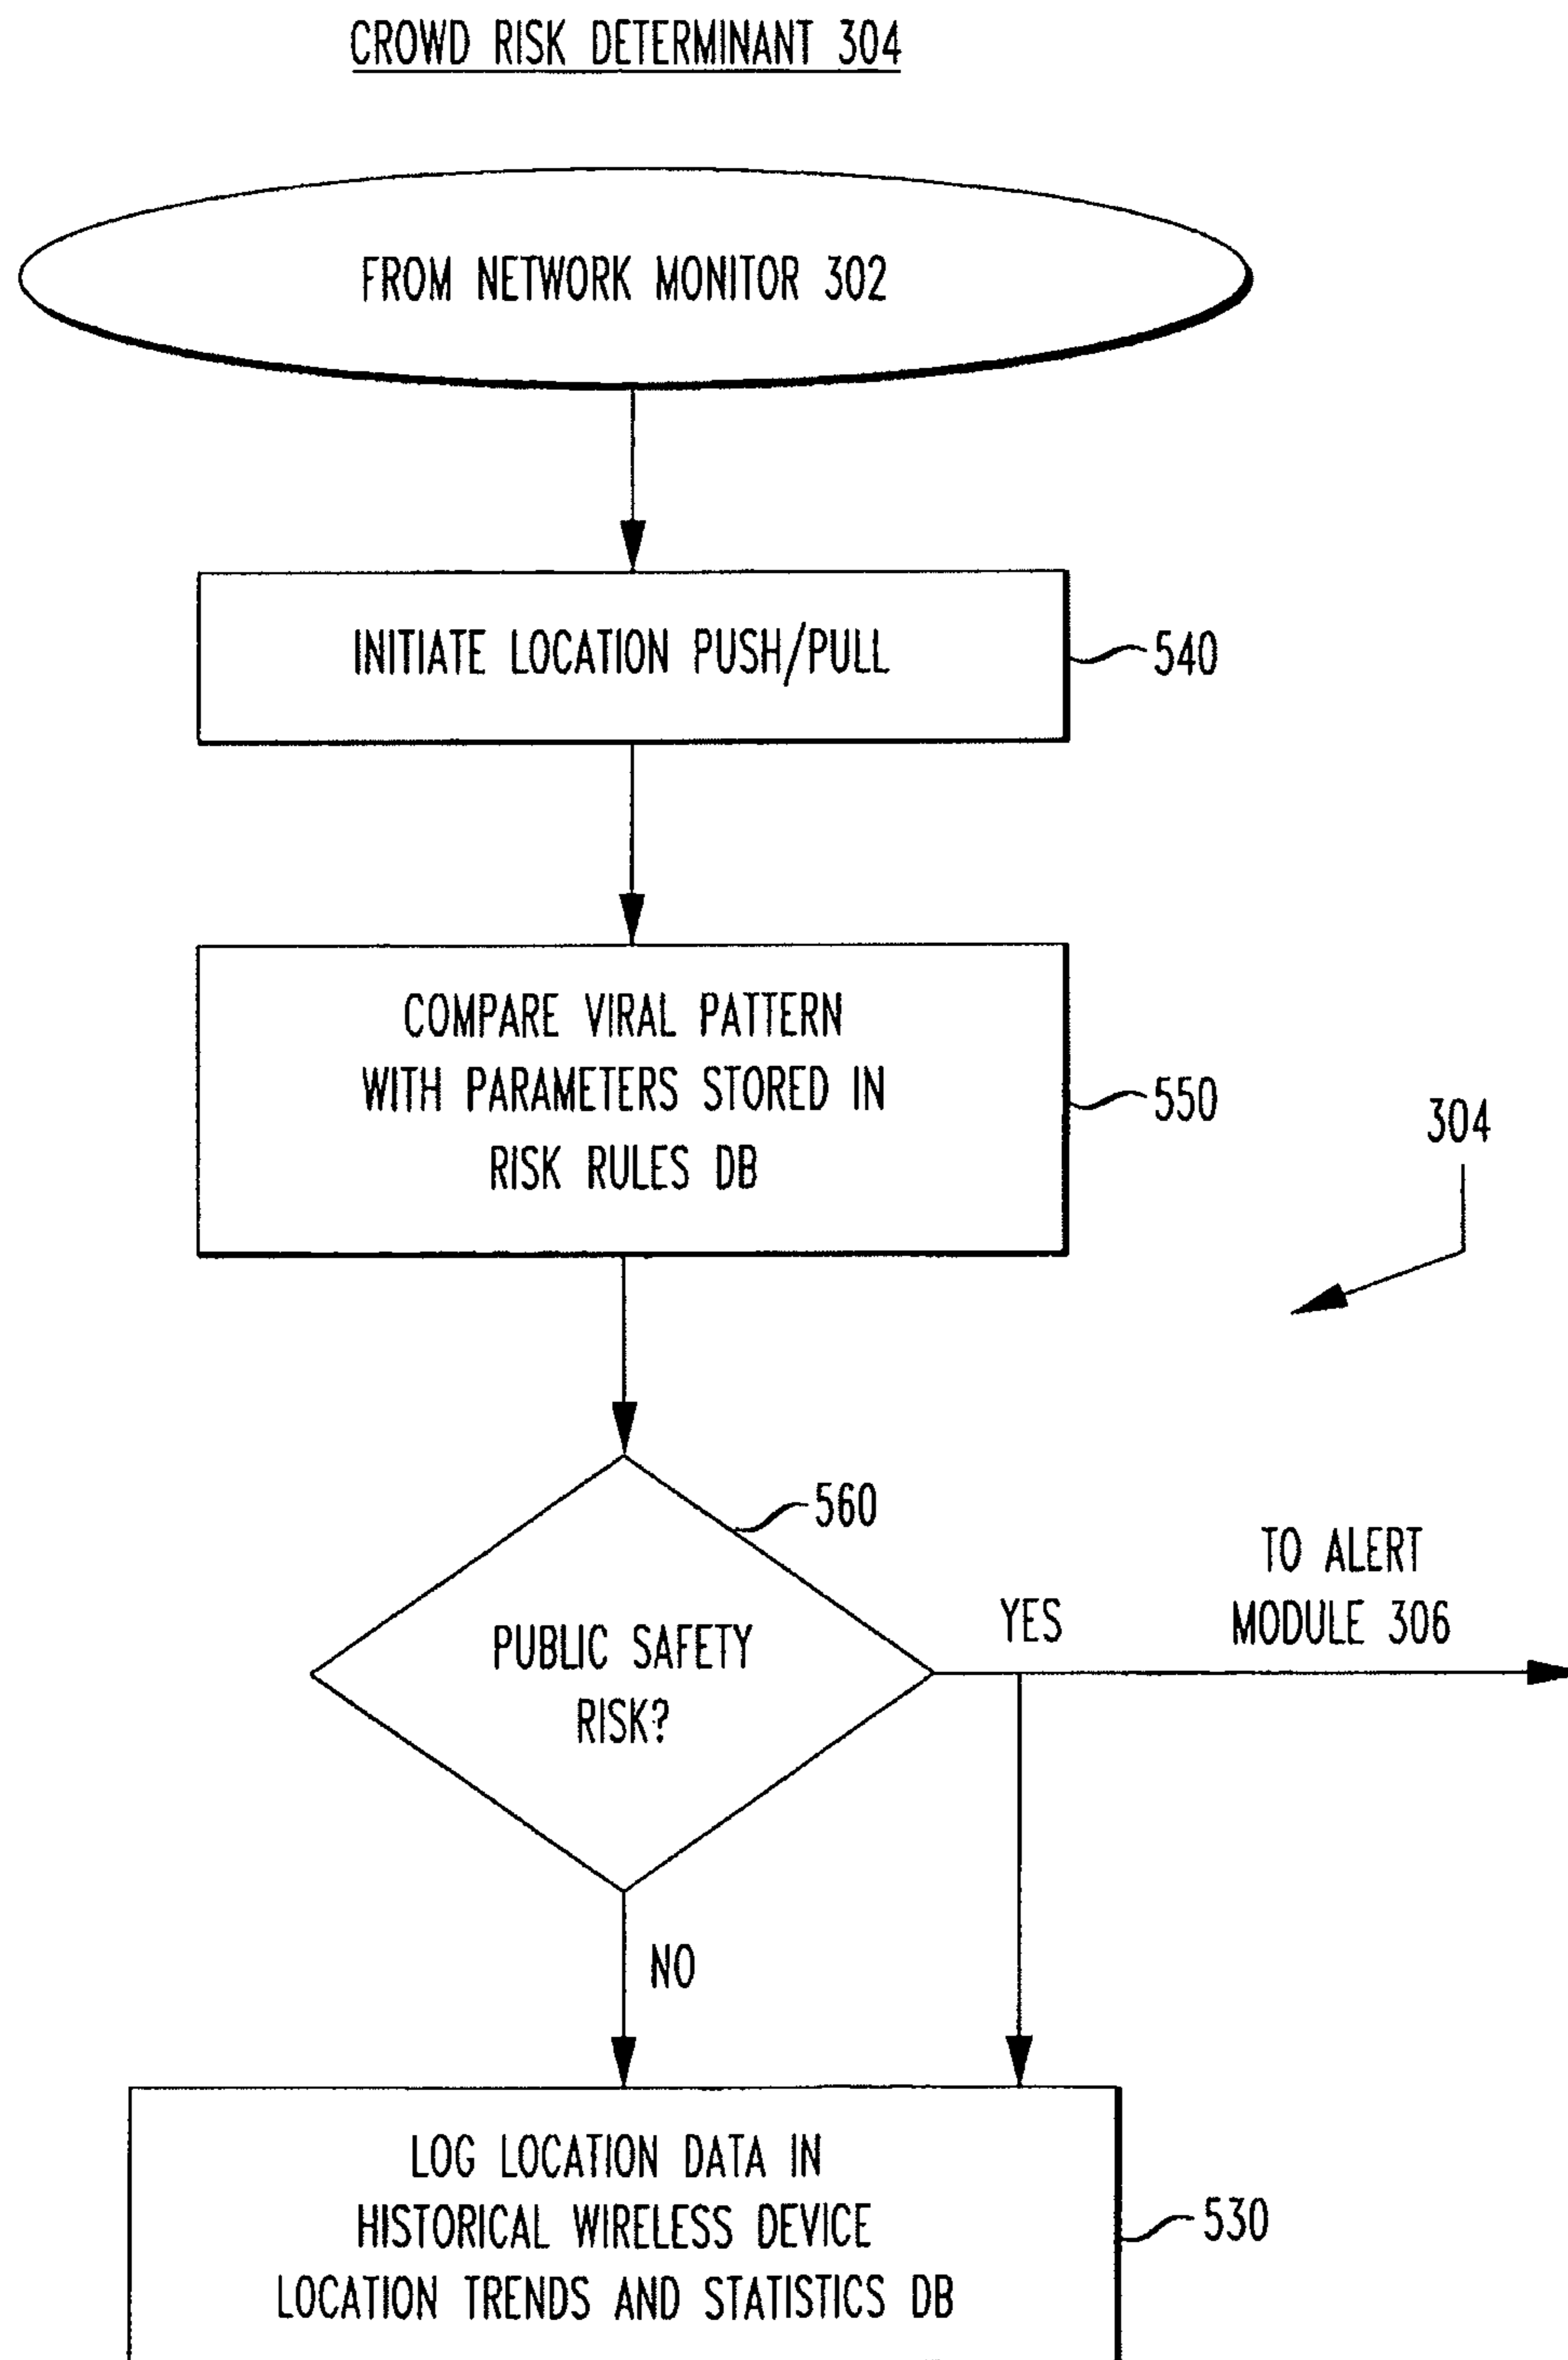 CROWD RISK DETERMINANT 304
FROM NETWORK MONITOR 302
INITIATE LOCATION PUSH/PULL
540
COMPARE VIRAL PATTERN
WITH PARAMETERS STORED IN
RISK RULES DB
550
304
560
PUBLIC SAFETY
RISK?
YES
TO ALERT
MODULE 306
NO
LOG LOCATION DATA IN
HISTORICAL WIRELESS DEVICE
LOCATION TRENDS AND STATISTICS DB
530